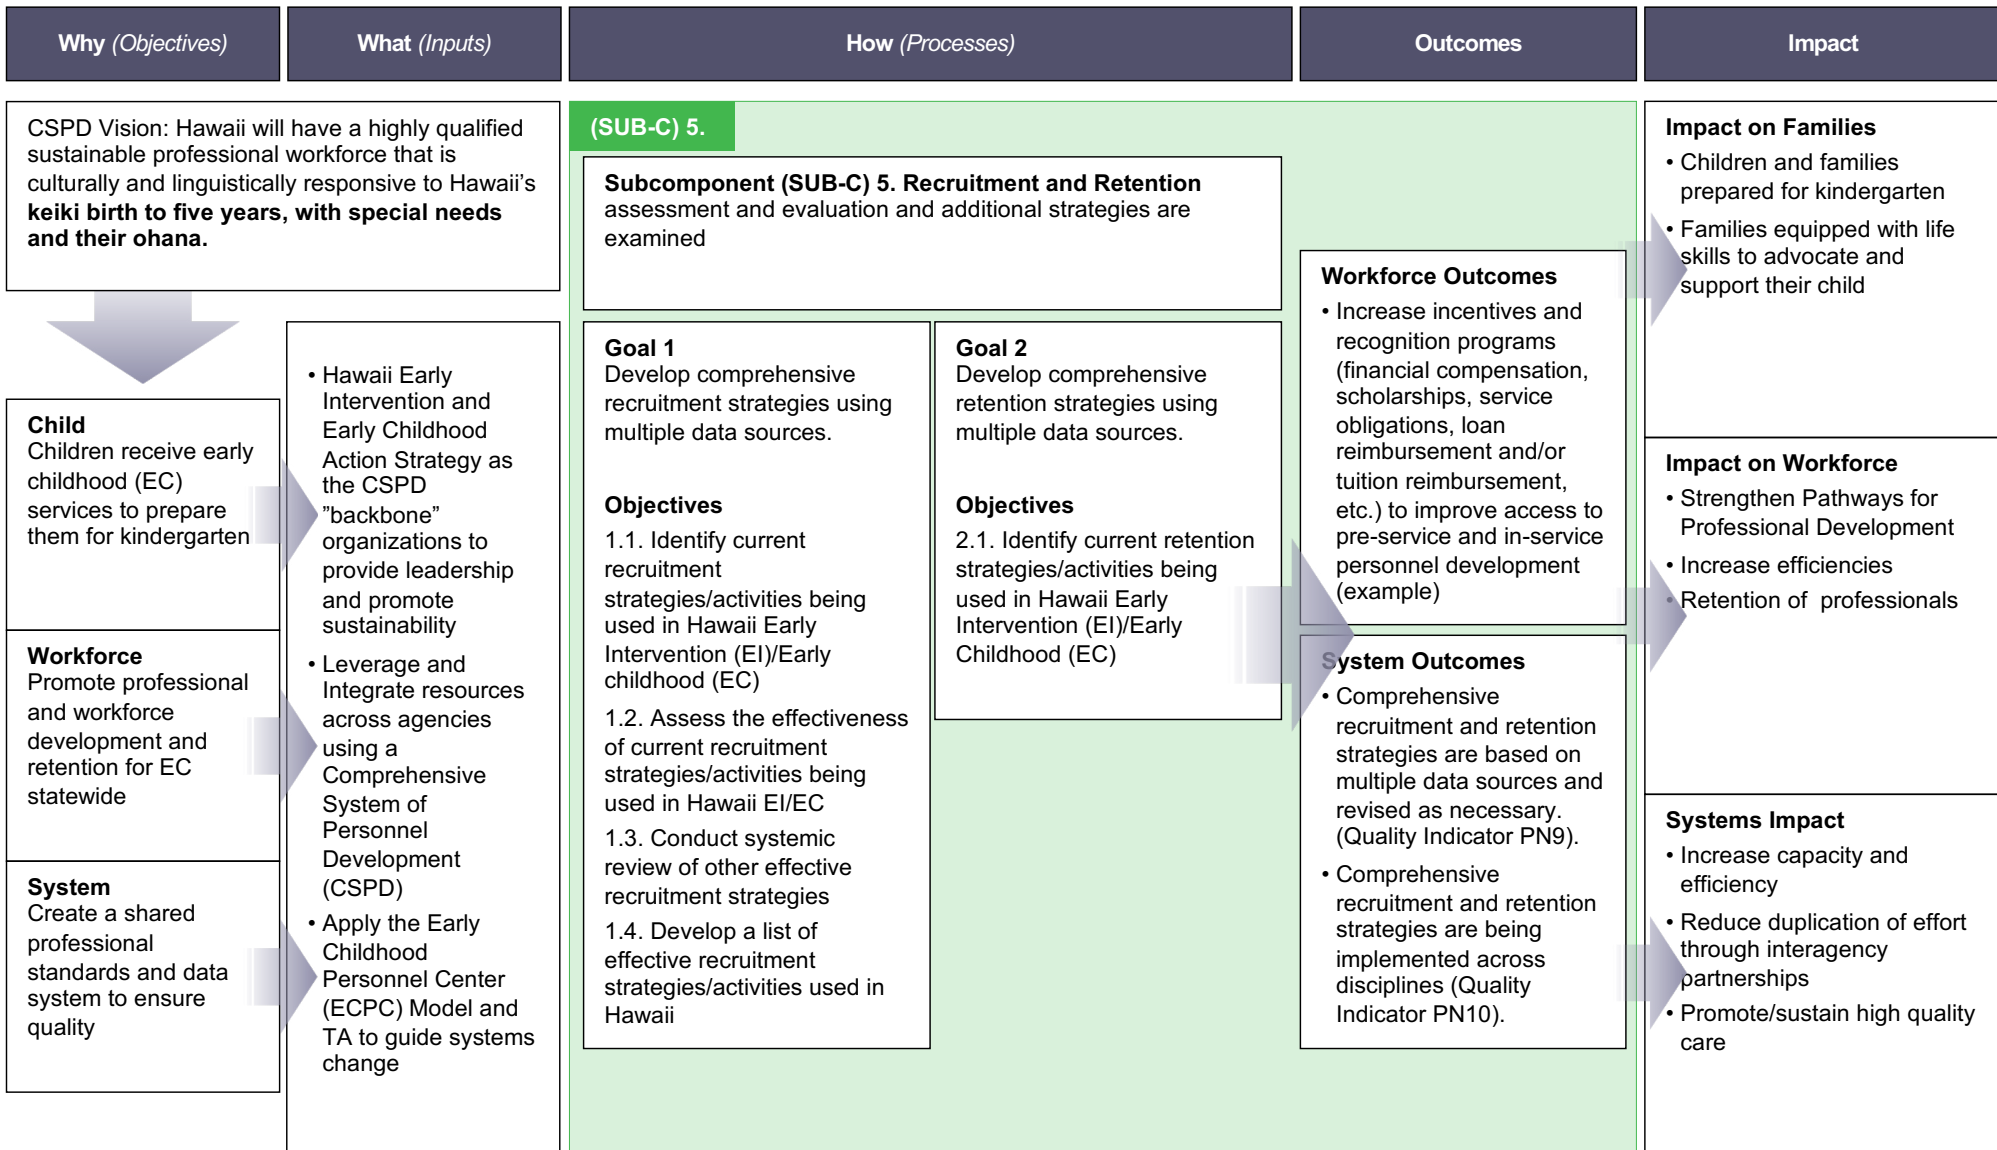 Why (Objectives)
What (Inputs)
How (Processes)
Outcomes
Impact
CSPD Vision: Hawaii will have a highly qualified
sustainable professional workforce that is
culturally and linguistically responsive to Hawaii’s
keiki birth to five years, with special needs
and their ohana.
Child
Children receive early
childhood (EC)
services to prepare
them for kindergarten
Workforce
Promote professional
and workforce
development and
retention for EC
statewide
System
Create a shared
professional
standards and data
system to ensure
quality
• Hawaii Early
Intervention and
Early Childhood
Action Strategy as
the CSPD
”backbone”
organizations to
provide leadership
and promote
sustainability
• Leverage and
Integrate resources
across agencies
using a
Comprehensive
System of
Personnel
Development
(CSPD)
• Apply the Early
Childhood
Personnel Center
(ECPC) Model and
TA to guide systems
change
(SUB-C) 5.
Subcomponent (SUB-C) 5. Recruitment and Retention
assessment and evaluation and additional strategies are
examined
Goal 1
Develop comprehensive
recruitment strategies using
multiple data sources.
Objectives
1.1. Identify current
recruitment
strategies/activities being
used in Hawaii Early
Intervention (EI)/Early
childhood (EC)
1.2. Assess the effectiveness
of current recruitment
strategies/activities being
used in Hawaii EI/EC
1.3. Conduct systemic
review of other effective
recruitment strategies
1.4. Develop a list of
effective recruitment
strategies/activities used in
Hawaii
Goal 2
Develop comprehensive
retention strategies using
multiple data sources.
Objectives
2.1. Identify current retention
strategies/activities being
used in Hawaii Early
Intervention (EI)/Early
Childhood (EC)
Workforce Outcomes
• Increase incentives and
recognition programs
(financial compensation,
scholarships, service
obligations, loan
reimbursement and/or
tuition reimbursement,
etc.) to improve access to
pre-service and in-service
personnel development
(example)
System Outcomes
• Comprehensive
recruitment and retention
strategies are based on
multiple data sources and
revised as necessary.
(Quality Indicator PN9).
• Comprehensive
recruitment and retention
strategies are being
implemented across
disciplines (Quality
Indicator PN10).
Impact on Families
• Children and families
prepared for kindergarten
• Families equipped with life
skills to advocate and
support their child
Impact on Workforce
• Strengthen Pathways for
Professional Development
• Increase efficiencies
• Retention of professionals
Systems Impact
• Increase capacity and
efficiency
• Reduce duplication of effort
through interagency
partnerships
• Promote/sustain high quality
care